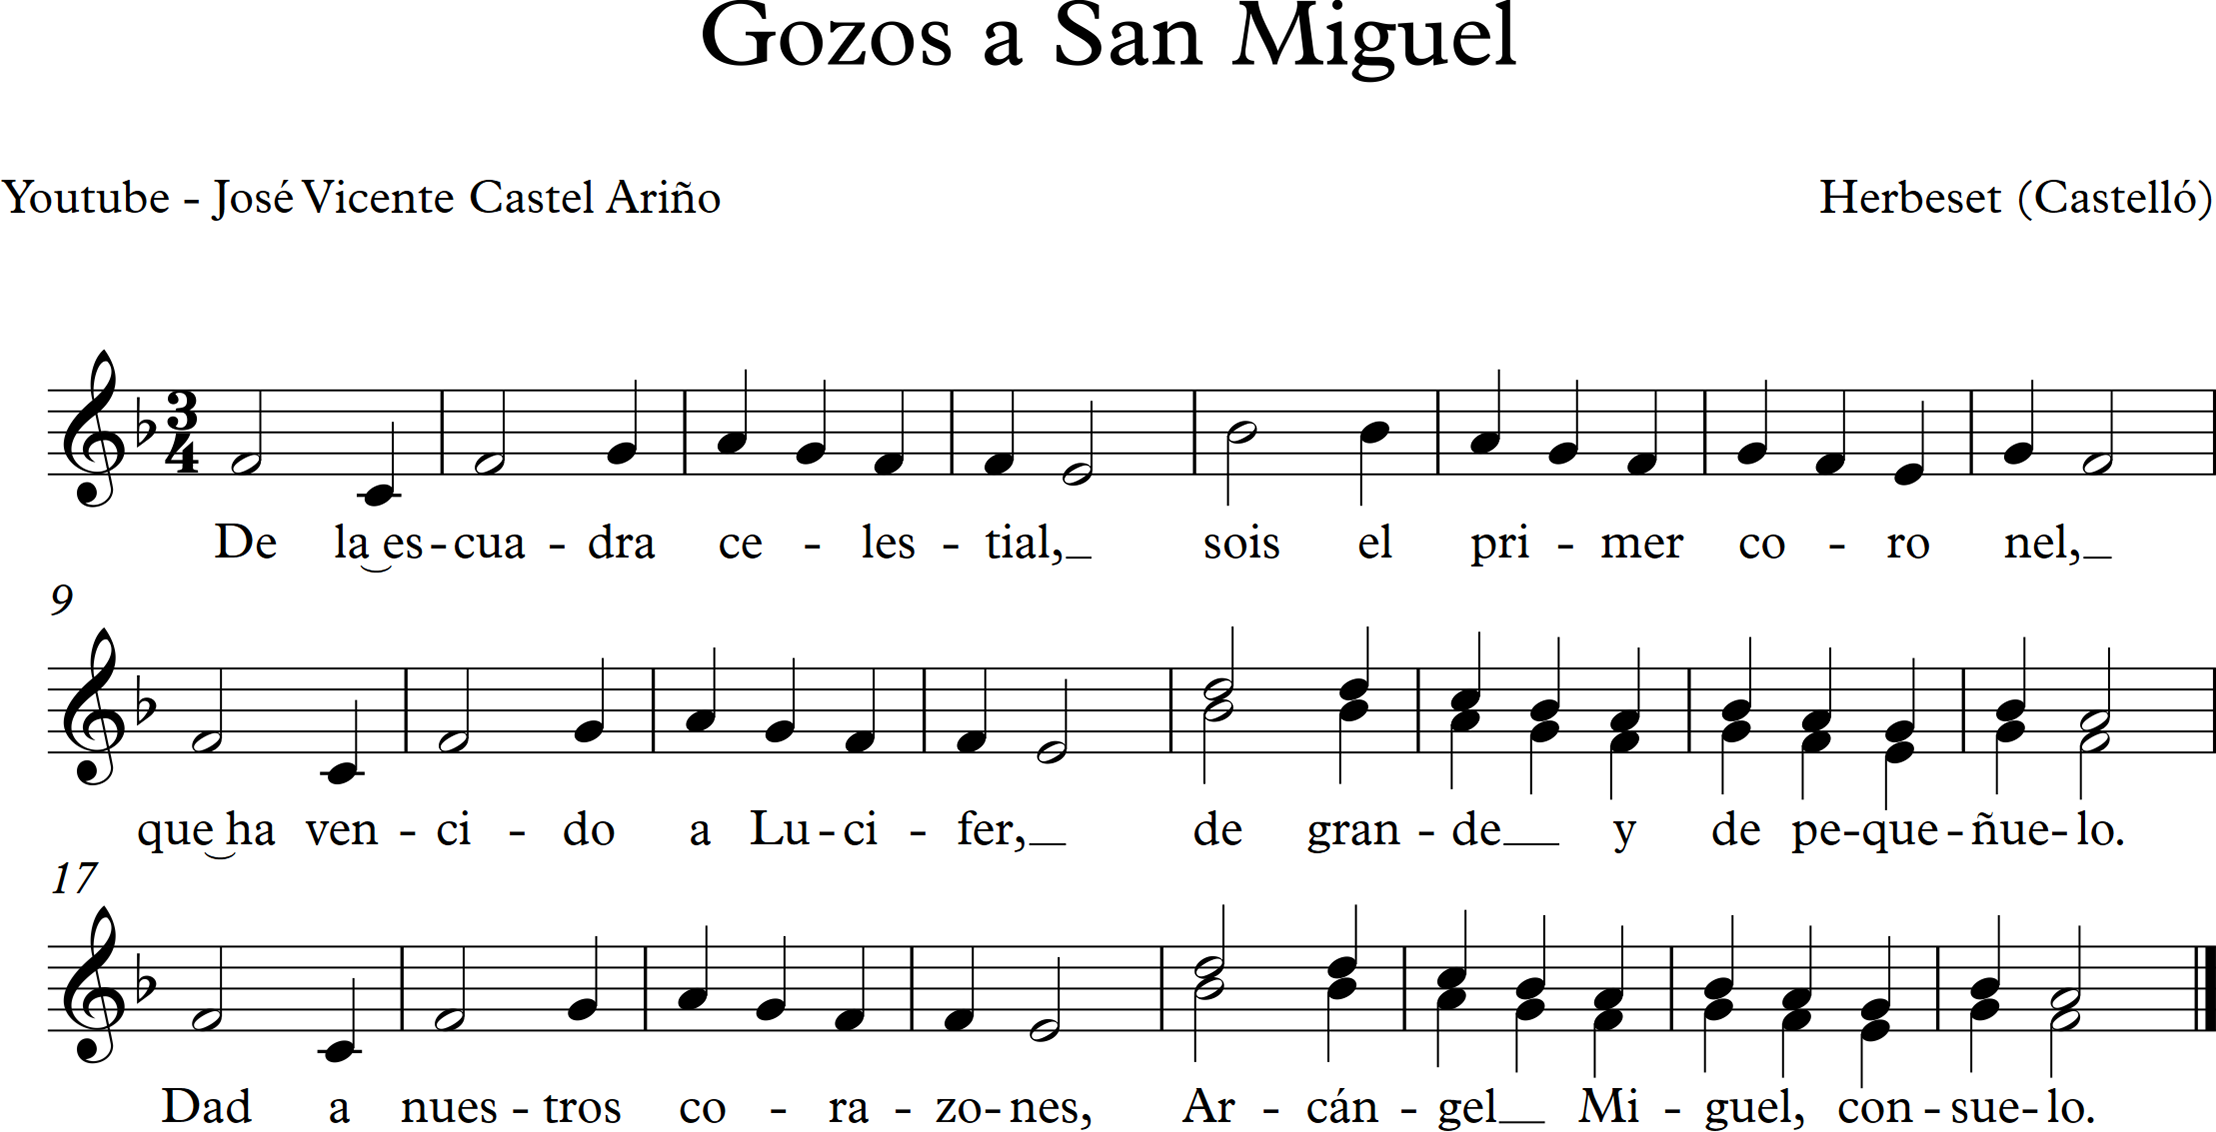 Gozos a San Miguel
Youtube - José Vicente Castel Ariño
Herbeset (Castelló)
3
4
De la es - cua - dra ce - les - tial,_ sois el pri - mer co - ro nel,_
9
que ha ven - ci - do a Lu - ci - fer,_ de gran - de_ y de pe - que - ñue - lo.
17
Dad a nues - tros co - ra - zo - nes, Ar - cán - gel_ Mi - guel, con - sue - lo.